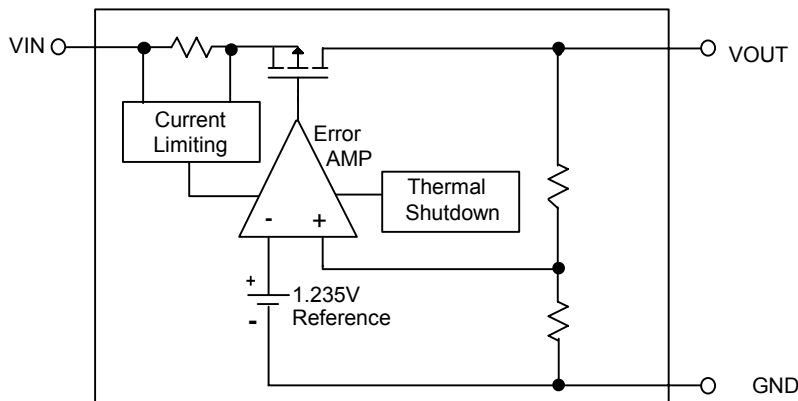 VIN
VOUT
Current
Limiting
Error
AMP
Thermal
Shutdown
- +
+
1.235V
-
Reference
GND